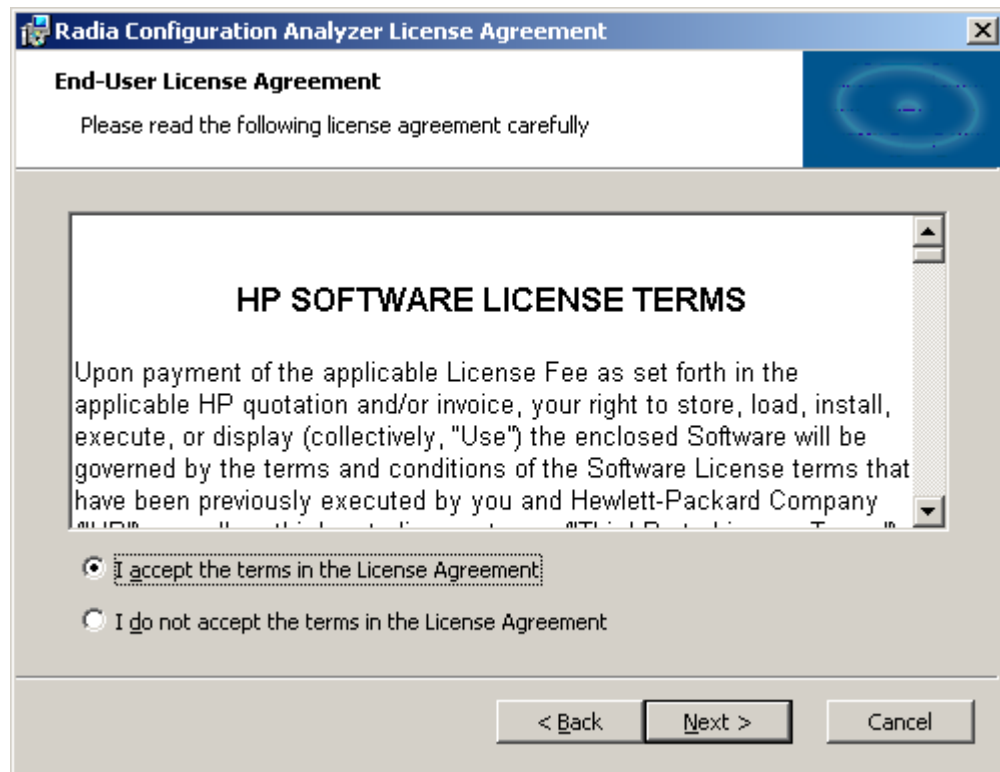 Radia Configuration Analyzer License Agreement
End-User License Agreement
Please read the following license agreement carefully
HP SOFTWARE LICENSE TERMS
Upon payment of the applicable License Fee as set forth in the
applicable HP quotation and/or invoice, your right to store, load, install,
execute, or display (collectively, "Use") the enclosed Software will be
governed by the terms and conditions of the Software License terms that
have been previously executed by you and Hewlett-Packard Company
I accept the terms in the License Agreement
I do not accept the terms in the License Agreement
< Back
Next >
Cancel